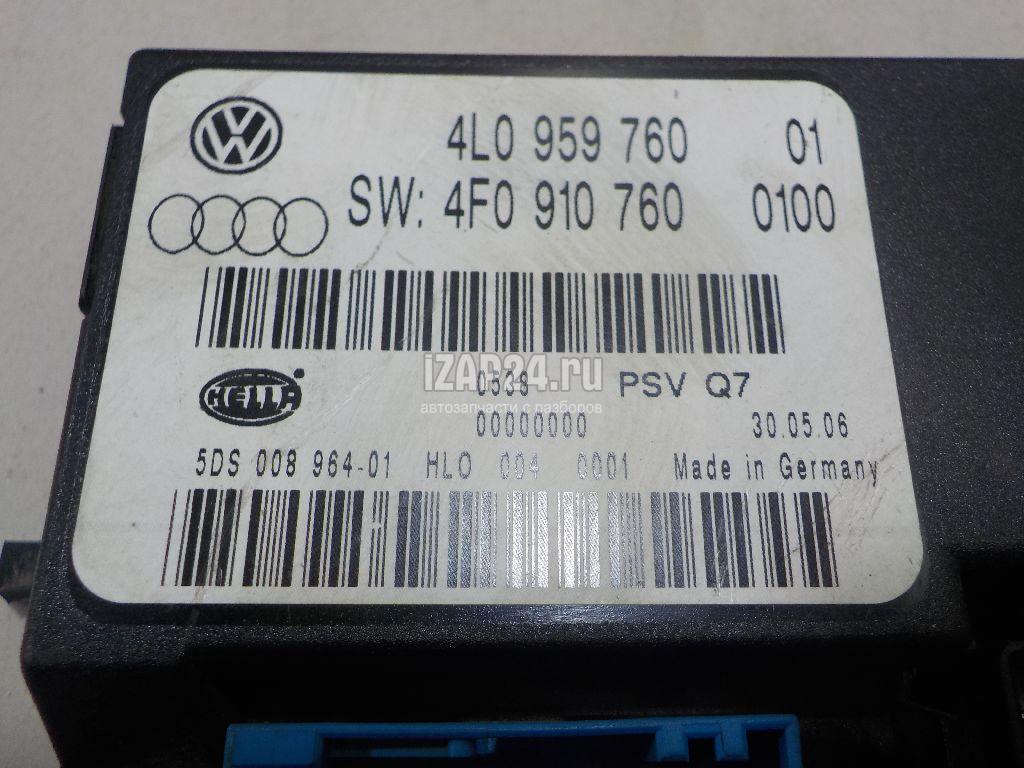 4L0 959 760 01
SW: 4F0 910 760 0100
iZAP24.ru
0508 PSV Q7
автозапчасти с разборов
HELLA
00000000 30.05.06
5DS 008 964-01 HLO 004 0001 Made in Germany